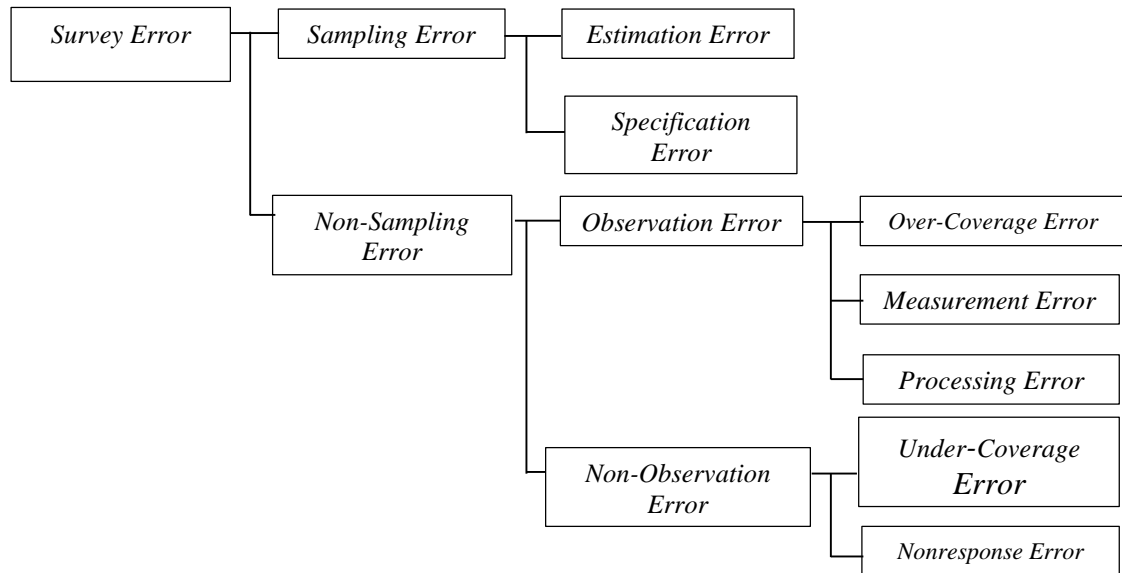 Survey Error
Sampling Error
Estimation Error
Specification
Error
Non-Sampling
Error
Observation Error
Over-Coverage Error
Measurement Error
Processing Error
Non-Observation
Error
Under-Coverage
Error
Nonresponse Error